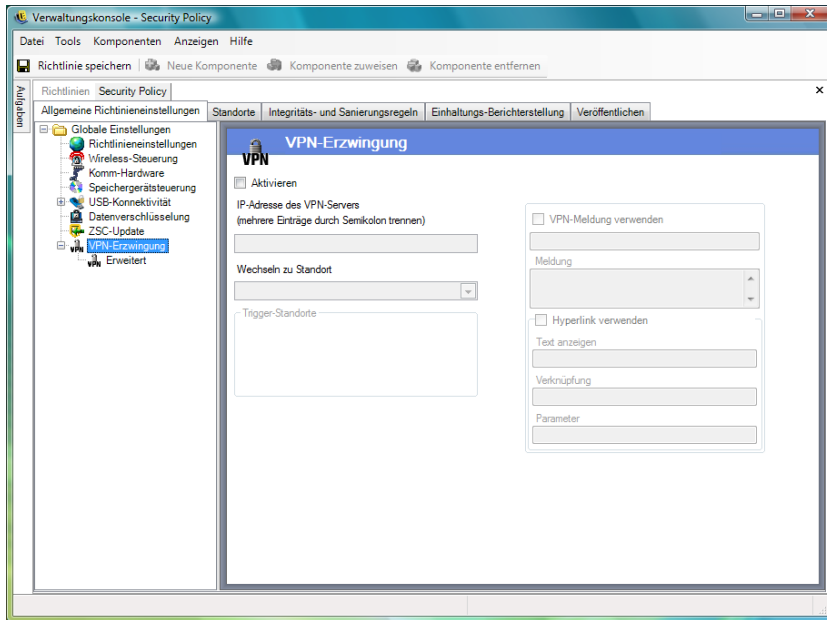 Verwaltungskonsole - Security Policy
Datei Tools Komponenten Anzeigen Hilfe
Richtlinie speichern Neue Komponente Komponente zuweisen Komponente entfernen
Aufgaben
Richtlinien Security Policy
Allgemeine Richtinieneinstellungen Standorte Integritäts- und Sanierungsregeln Einhaltungs-Berichterstellung Veröffentlichen
Globale Einstellungen
Richtlinieneinstellungen
Wireless-Steuerung
Komm-Hardware
Speichergerätsteuerung
USB-Konnektivität
Datenverschlüsselung
ZSC-Update
VPN VPN-Erzwingung
VPN Erweitert
VPN VPN-Erzwingung
Aktivieren
IP-Adresse des VPN-Servers
(mehrere Einträge durch Semikolon trennen)
Wechseln zu Standort
Trigger-Standorte
VPN-Meldung verwenden
Meldung
Hyperlink verwenden
Text anzeigen
Verknüpfung
Parameter